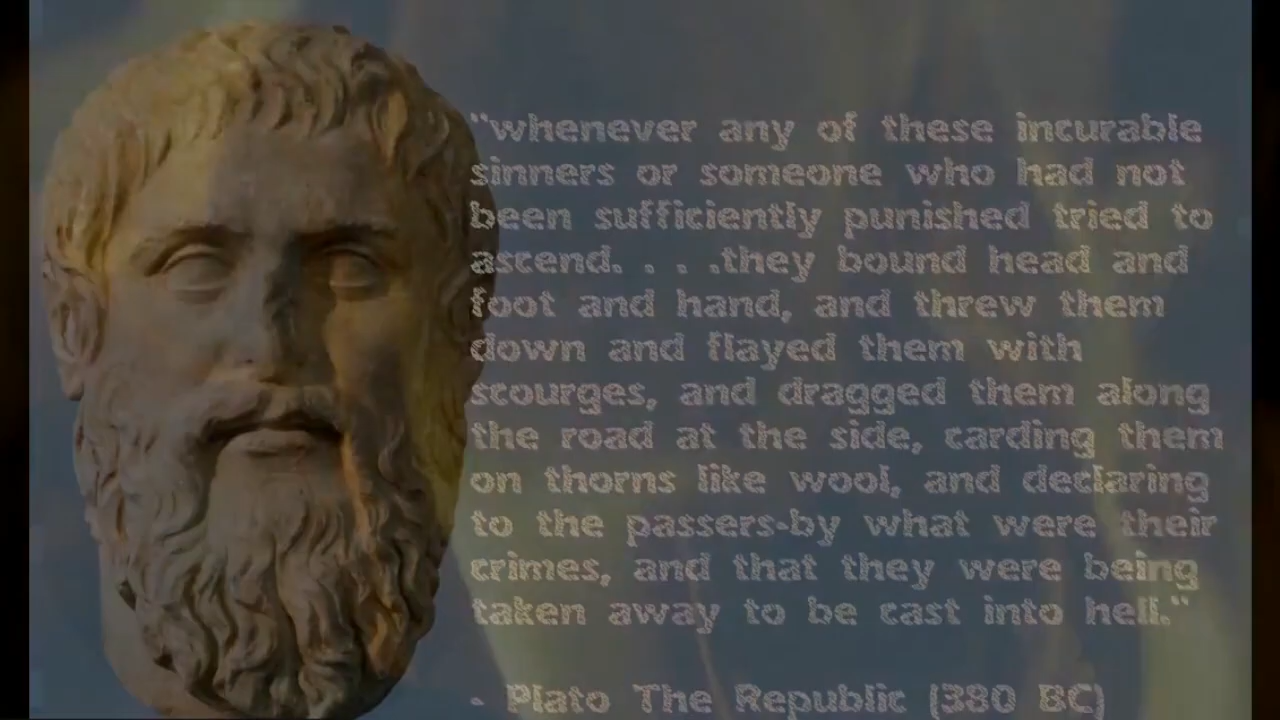 "whenever any of these incurable
sinners or someone who had not
been sufficiently punished tried to
ascend. . . .they bound head and
foot and hand, and threw them
down and flayed them with
scourges, and dragged them along
the road at the side, carding them
on thorns like wool, and declaring
to the passers-by what were their
crimes, and that they were being
taken away to be cast into hell."
- Plato The Republic (380 BC)